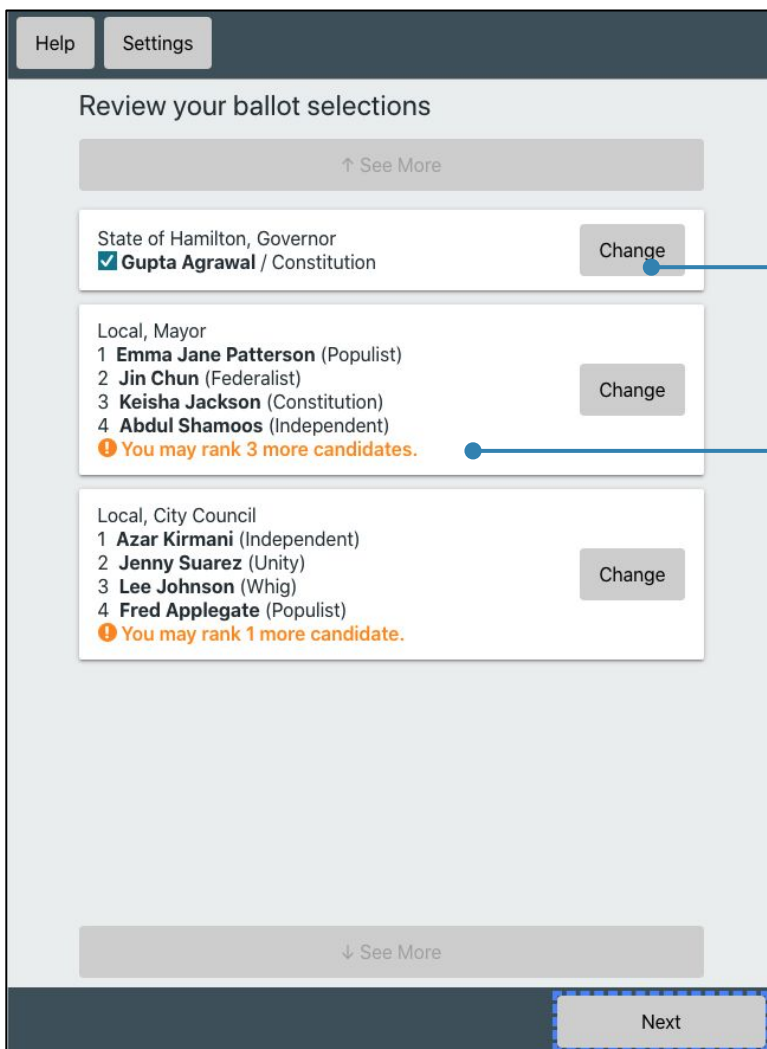 Help
Settings
Review your ballot selections
↑ See More
State of Hamilton, Governor
Gupta Agrawal / Constitution
Change
Local, Mayor
1 Emma Jane Patterson (Populist)
2 Jin Chun (Federalist)
3 Keisha Jackson (Constitution)
4 Abdul Shamoos (Independent)
You may rank 3 more candidates.
Change
Local, City Council
1 Azar Kirmani (Independent)
2 Jenny Suarez (Unity)
3 Lee Johnson (Whig)
4 Fred Applegate (Populist)
You may rank 1 more candidate.
Change
↓ See More
Next